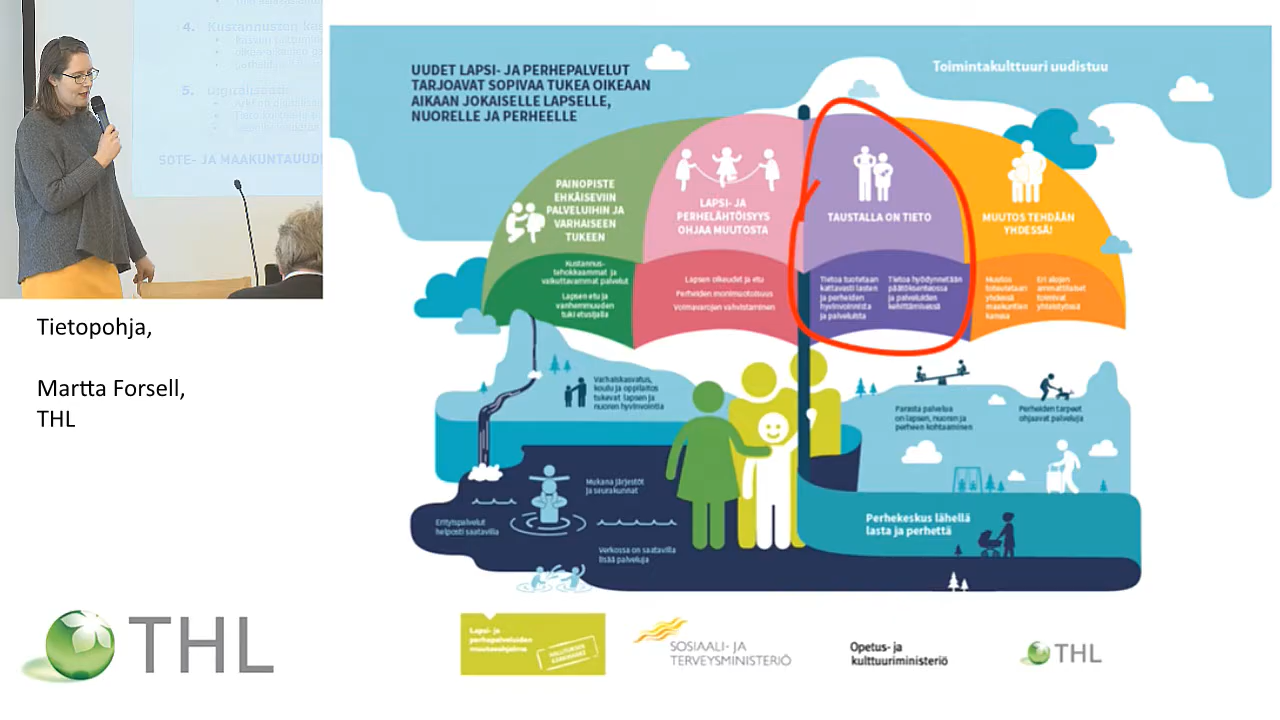 4. Kustannusten
5. Digitalisaatio
SOTE- JA MAAKUNTAUUD
Tietopohja,
Martta Forsell,
THL
THL
UUDET LAPSI- JA PERHEPALVELUT
TARJOAVAT SOPIVAA TUKEA OIKEAAN
AIKAAN JOKAISELLE LAPSELLE,
NUORELLE JA PERHEELLE
Toimintakulttuuri uudistuu
PAINOPISTE
EHKÄISEVIIN
PALVELUIHIN JA
VARHAISEEN
TUKEEN
Kustannus-
tehokkaammat ja
vaikuttavammat palvelut
Lapsen etu ja
vanhemmuuden
tuki etusijalla
LAPSI- JA
PERHELÄHTÖISYYS
OHJAA MUUTOSTA
Lapsen oikeudet ja etu
Perheiden monimuotoisuus
Voimavarojen vahvistaminen
TAUSTALLA ON TIETO
Tietoa tuotetaan
kattavasti lasten
ja perheiden
hyvinvoinnista
ja palveluista
Tietoa hyödynnetään
päätöksenteossa
ja palveluiden
kehittämisessä
MUUTOS TEHDÄÄN
YHDESSÄ!
Muutos
toteutetaan
yhdessä
maakuntien
kanssa
Eri alojen
ammattilaiset
toimivat
yhteistyössä
Varhaiskasvatus,
koulu ja oppilaitos
tukevat lapsen ja
nuoren hyvinvointia
Parasta palvelua
on lapsen, nuoren ja
perheen kohtaaminen
Perheiden tarpeet
ohjaavat palveluja
Mukana järjestöt
ja seurakunnat
Erityispalvelut
helposti saatavilla
Verkossa on saatavilla
lisää palveluja
Perhekeskus lähellä
lasta ja perhettä
Lapsi- ja
perhepalveluiden
muutosohjelma
HALLITUKSEN
KÄRKIHANKE
SOSIAALI- JA
TERVEYSMINISTERIÖ
Opetus- ja
kulttuuriministeriö
THL